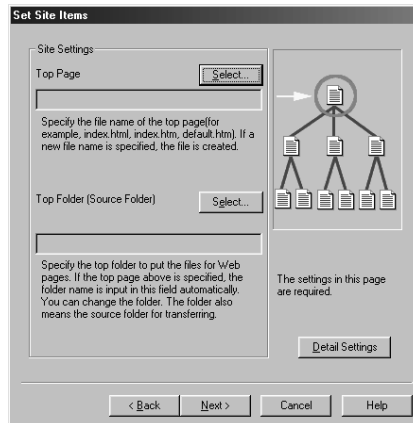 Set Site Items
Site Settings
Top Page
Select...
Specify the file name of the top page(for
example, index.html, index.htm, default.htm). If a
new file name is specified, the file is created.
Top Folder (Source Folder)
Select...
Specify the top folder to put the files for Web
pages. If the top page above is specified, the
folder name is input in this field automatically.
You can change the folder. The folder also
means the source folder for transferring.
The settings in this page
are required.
Detail Settings
< Back
Next >
Cancel
Help